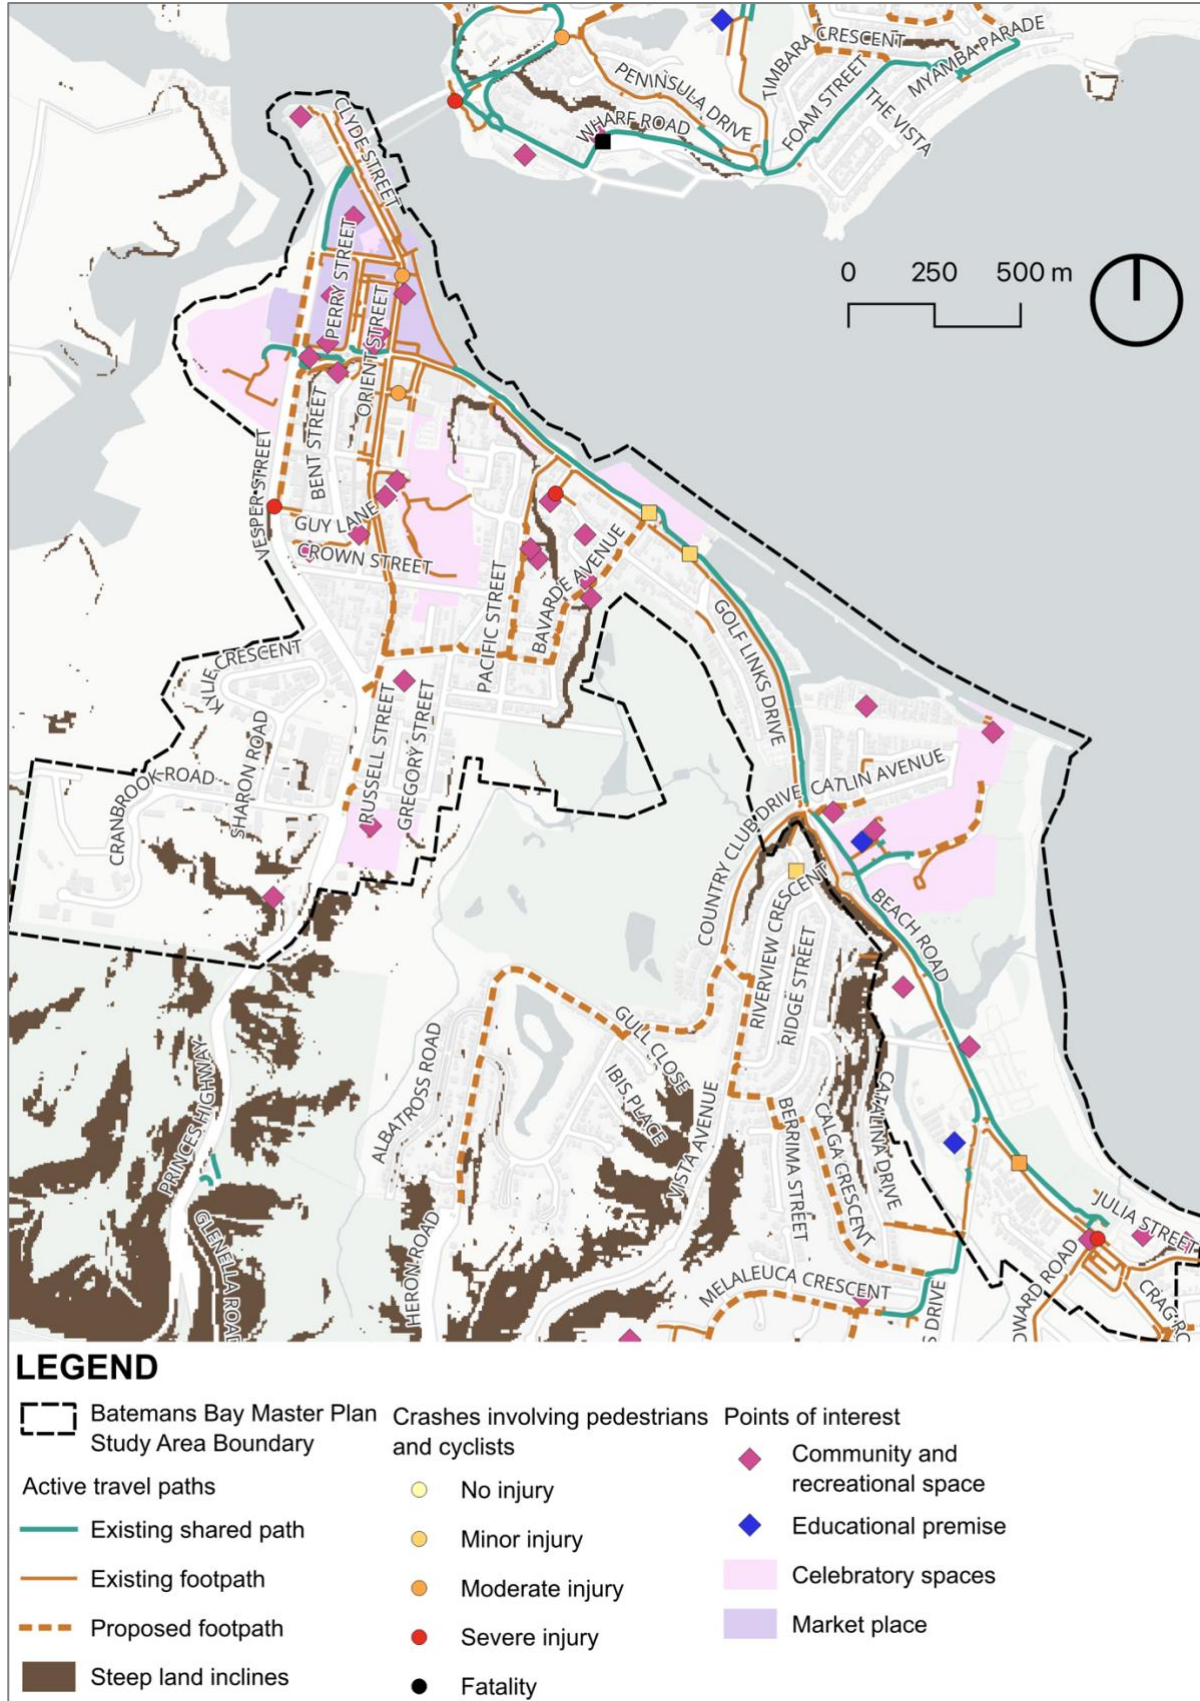 TIMBARA CRESCENT
MYAMBA PARADE
PENINSULA DRIVE
FOAM STREET
THE VISTA
WHARF ROAD
CLYDE STREET
0 250 500 m
PERRY STREET
ORIENT STREET
BENT STREET
VESPER STREET
GUY LANE
CROWN STREET
PACIFIC STREET
BAVARDE AVENUE
GOLF LINKS DRIVE
KYLIE CRESCENT
RUSSELL STREET
GREGORY STREET
SHARON ROAD
CRANBROOK ROAD
CATLIN AVENUE
COUNTRY CLUB DRIVE
BEACH ROAD
RIVERVIEW CRESCENT
RIDGE STREET
GULL CLOSE
IBIS PLACE
ALBATROSS ROAD
PRINCES HIGHWAY
VISTA AVENUE
BERRIMA STREET
CALGA CRESCENT
CATALINA DRIVE
GLENELLA ROAD
HERON ROAD
MELALEUCA CRESCENT
S DRIVE
DWARD ROAD
JULIA STREET
CRAG RO
LEGEND
Batemans Bay Master Plan
Study Area Boundary
Active travel paths
Existing shared path
Existing footpath
Proposed footpath
Steep land inclines
Crashes involving pedestrians
and cyclists
No injury
Minor injury
Moderate injury
Severe injury
Fatality
Points of interest
Community and
recreational space
Educational premise
Celebratory spaces
Market place